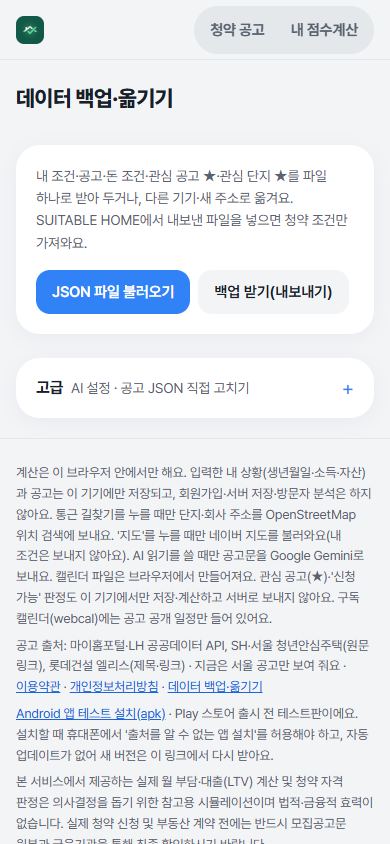 청약 공고 내 점수계산
데이터 백업·옮기기
내 조건·공고·돈 조건·관심 공고 ★·관심 단지 ★를 파일
하나로 받아 두거나, 다른 기기·새 주소로 옮겨요.
SUITABLE HOME에서 내보낸 파일을 넣으면 청약 조건만
가져와요.
JSON 파일 불러오기 백업 받기(내보내기)
고급 AI 설정 · 공고 JSON 직접 고치기 +
계산은 이 브라우저 안에서만 해요. 입력한 내 상황(생년월일·소득·자산)
과 공고는 이 기기에만 저장되고, 회원가입·서버 저장·방문자 분석은 하지
않아요. 통근 길찾기를 누를 때만 단지·회사 주소를 OpenStreetMap
위치 검색에 보내요. '지도'를 누를 때만 네이버 지도를 불러와요(내
조건은 보내지 않아요). AI 읽기를 쓸 때만 공고문을 Google Gemini로
보내요. 캘린더 파일은 브라우저에서 만들어져요. 관심 공고(★)·'신청
가능' 판정도 이 기기에서만 저장·계산하고 서버로 보내지 않아요. 구독
캘린더(webcal)에는 공고 공개 일정만 들어 있어요.
공고 출처: 마이홈포털·LH 공공데이터 API, SH·서울 청년안심주택(원문
링크), 롯데건설 엘리스(제목·링크) · 지금은 서울 공고만 보여 줘요 ·
이용약관 · 개인정보처리방침 · 데이터 백업·옮기기
Android 앱 테스트 설치(apk) · Play 스토어 출시 전 테스트판이에요.
설치할 때 휴대폰에서 '출처를 알 수 없는 앱 설치'를 허용해야 하고, 자동
업데이트가 없어 새 버전은 이 링크에서 다시 받아요.
본 서비스에서 제공하는 실제 월 부담·대출(LTV) 계산 및 청약 자격
판정은 의사결정을 돕기 위한 참고용 시뮬레이션이며 법적·금융적 효력이
없습니다. 실제 청약 신청 및 부동산 계약 전에는 반드시 모집공고문